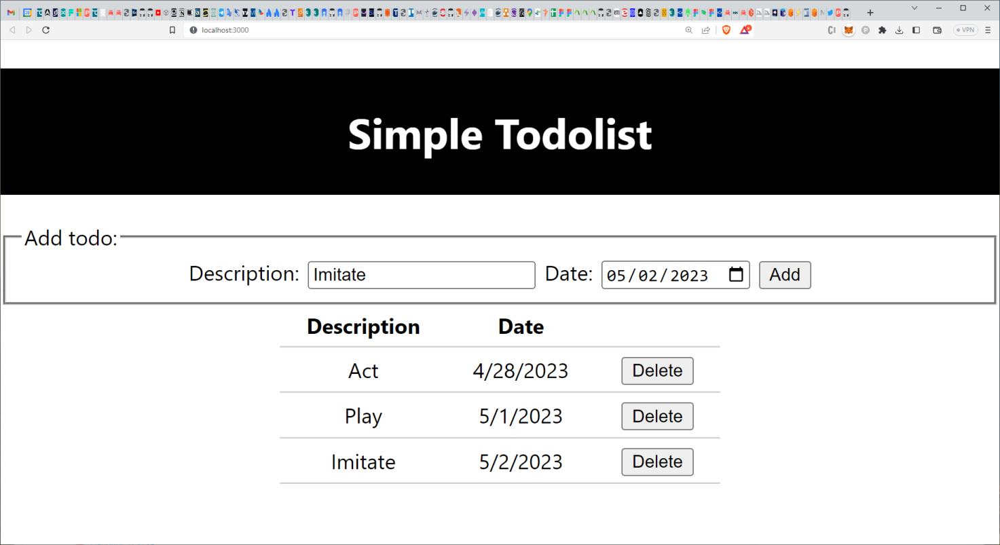 localhost:3000
VPN
Simple Todolist
Add todo:
Description: Imitate Date: 05/02/2023 Add
Description Date
Act 4/28/2023 Delete
Play 5/1/2023 Delete
Imitate 5/2/2023 Delete